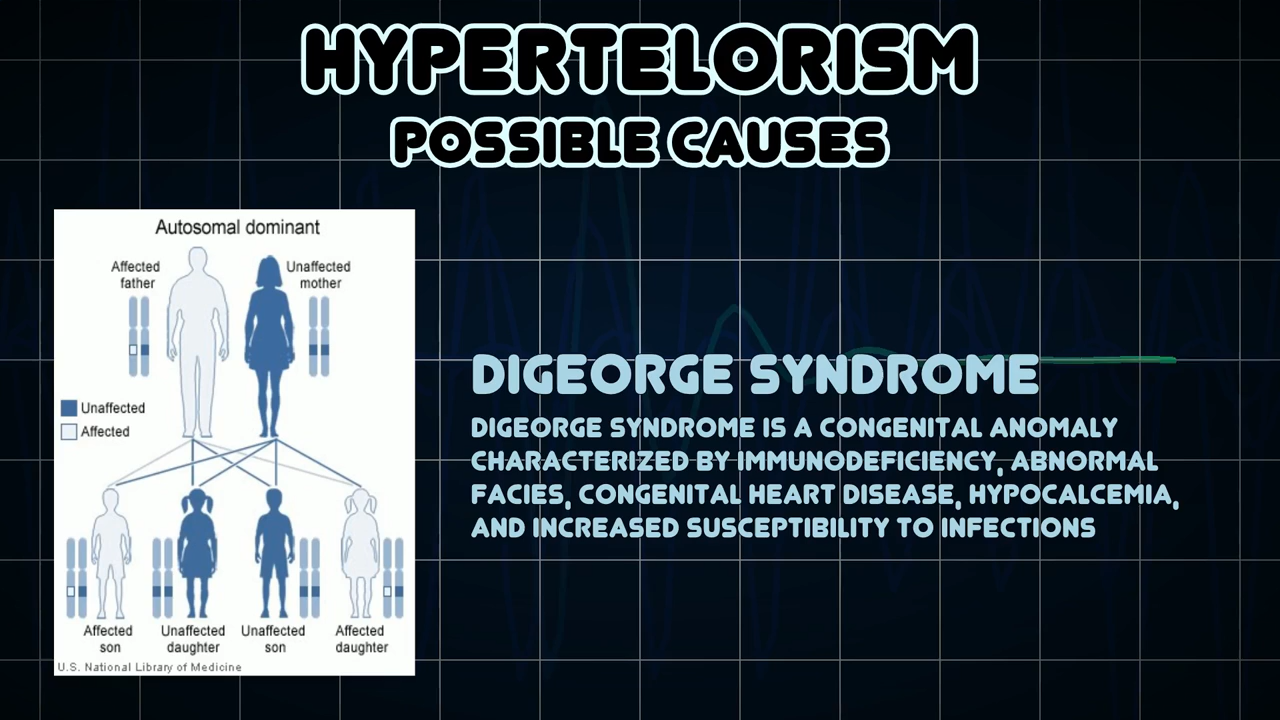 HYPERTELORISM
POSSIBLE CAUSES
Autosomal dominant
Affected
father
Unaffected
mother
Unaffected
Affected
Affected
son
Unaffected
daughter
Unaffected
son
Affected
daughter
U.S. National Library of Medicine
DIGEORGE SYNDROME
DIGEORGE SYNDROME IS A CONGENITAL ANOMALY
CHARACTERIZED BY IMMUNODEFICIENCY, ABNORMAL
FACIES, CONGENITAL HEART DISEASE, HYPOCALCEMIA,
AND INCREASED SUSCEPTIBILITY TO INFECTIONS